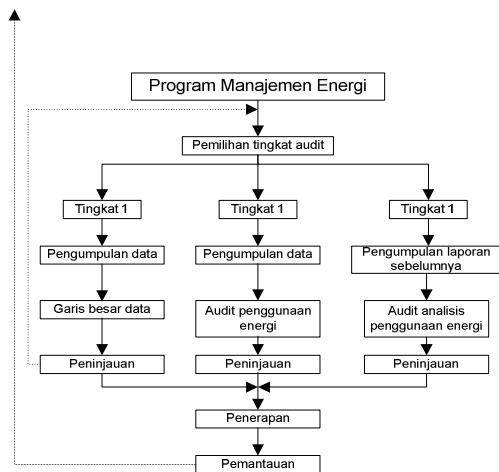 Program Manajemen Energi
Pemilihan tingkat audit
Tingkat 1
Tingkat 1
Tingkat 1
Pengumpulan data
Pengumpulan data
Pengumpulan laporan
sebelumnya
Garis besar data
Audit penggunaan
energi
Audit analisis
penggunaan energi
Peninjauan
Peninjauan
Peninjauan
Penerapan
Pemantauan